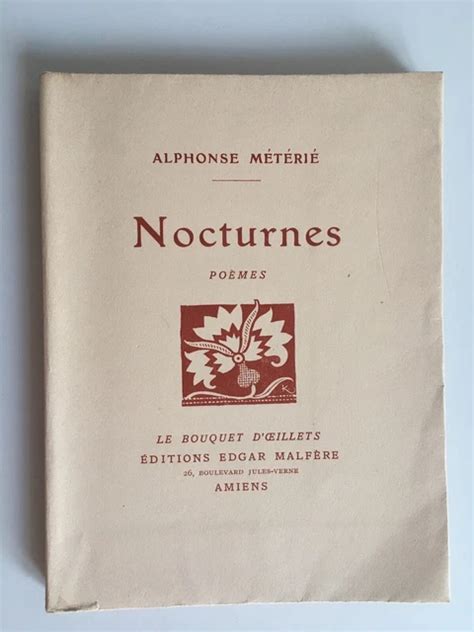 ALPHONSE MÉTÉRIÉ
Nocturnes
POÈMES
K
LE BOUQUET D'ŒILLETS
ÉDITIONS EDGAR MALFÈRE
26, BOULEVARD JULES-VERNE
AMIENS